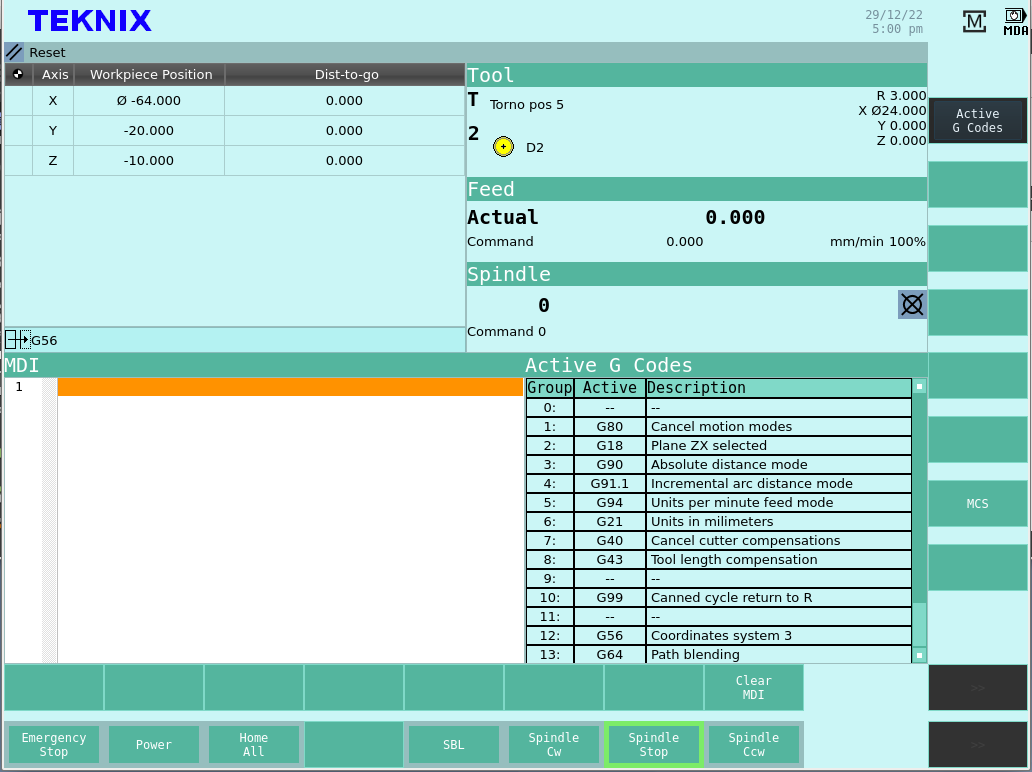 TEKNIX
29/12/22
5:00 pm
M
MDA
Reset
Axis Workpiece Position Dist-to-go
X Ø -64.000 0.000
Y -20.000 0.000
Z -10.000 0.000
G56
Tool
T Torno pos 5
2 D2
R 3.000
X Ø24.000
Y 0.000
Z 0.000
Feed
Actual 0.000
Command 0.000 mm/min 100%
Spindle
0
Command 0
Active
G Codes
MCS
MDI
1
Active G Codes
Group Active Description
0: -- --
1: G80 Cancel motion modes
2: G18 Plane ZX selected
3: G90 Absolute distance mode
4: G91.1 Incremental arc distance mode
5: G94 Units per minute feed mode
6: G21 Units in milimeters
7: G40 Cancel cutter compensations
8: G43 Tool length compensation
9: -- --
10: G99 Canned cycle return to R
11: -- --
12: G56 Coordinates system 3
13: G64 Path blending
Clear
MDI
>>
Emergency
Stop
Power
Home
All
SBL
Spindle
Cw
Spindle
Stop
Spindle
Ccw
>>